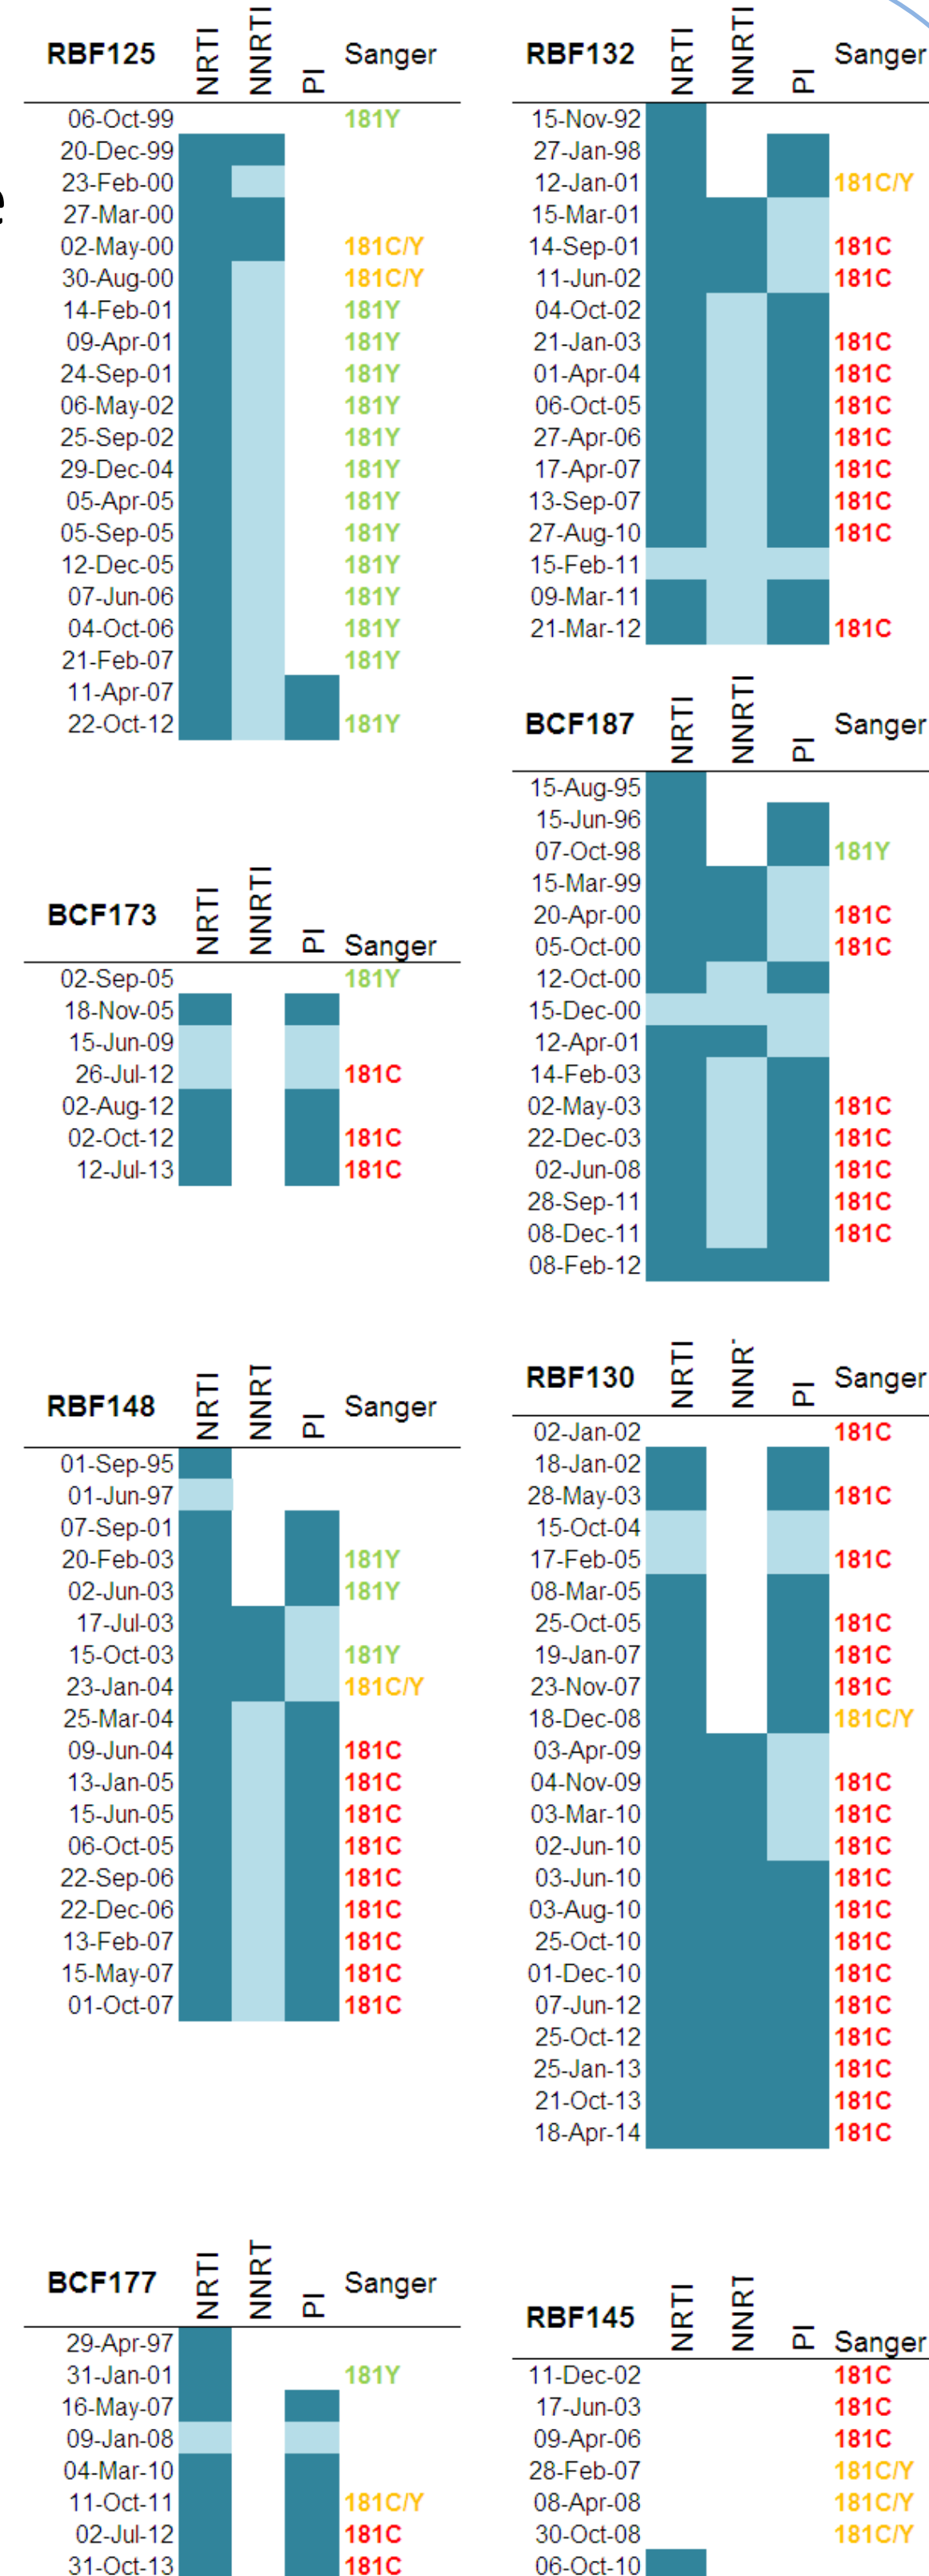 e
RBF125 NRTI NNRTI PI Sanger
06-Oct-99 181Y
20-Dec-99
23-Feb-00
27-Mar-00
02-May-00 181C/Y
30-Aug-00 181C/Y
14-Feb-01 181Y
09-Apr-01 181Y
24-Sep-01 181Y
06-May-02 181Y
25-Sep-02 181Y
29-Dec-04 181Y
05-Apr-05 181Y
05-Sep-05 181Y
12-Dec-05 181Y
07-Jun-06 181Y
04-Oct-06 181Y
21-Feb-07 181Y
11-Apr-07
22-Oct-12 181Y
BCF173 NRTI NNRTI PI Sanger
02-Sep-05 181Y
18-Nov-05
15-Jun-09
26-Jul-12 181C
02-Aug-12
02-Oct-12 181C
12-Jul-13 181C
RBF148 NRTI NNRT PI Sanger
01-Sep-95
01-Jun-97
07-Sep-01
20-Feb-03 181Y
02-Jun-03 181Y
17-Jul-03
15-Oct-03 181Y
23-Jan-04 181C/Y
25-Mar-04
09-Jun-04 181C
13-Jan-05 181C
15-Jun-05 181C
06-Oct-05 181C
22-Sep-06 181C
22-Dec-06 181C
13-Feb-07 181C
15-May-07 181C
01-Oct-07 181C
BCF177 NRTI NNRT PI Sanger
29-Apr-97
31-Jan-01 181Y
16-May-07
09-Jan-08
04-Mar-10
11-Oct-11 181C/Y
02-Jul-12 181C
31-Oct-13 181C
RBF132 NRTI NNRTI PI Sanger
15-Nov-92
27-Jan-98
12-Jan-01 181C/Y
15-Mar-01
14-Sep-01 181C
11-Jun-02 181C
04-Oct-02
21-Jan-03 181C
01-Apr-04 181C
06-Oct-05 181C
27-Apr-06 181C
17-Apr-07 181C
13-Sep-07 181C
27-Aug-10 181C
15-Feb-11
09-Mar-11
21-Mar-12 181C
BCF187 NRTI NNRTI PI Sanger
15-Aug-95
15-Jun-96
07-Oct-98 181Y
15-Mar-99
20-Apr-00 181C
05-Oct-00 181C
12-Oct-00
15-Dec-00
12-Apr-01
14-Feb-03
02-May-03 181C
22-Dec-03 181C
02-Jun-08 181C
28-Sep-11 181C
08-Dec-11 181C
08-Feb-12
RBF130 NRTI NNR PI Sanger
02-Jan-02 181C
18-Jan-02
28-May-03 181C
15-Oct-04
17-Feb-05 181C
08-Mar-05
25-Oct-05 181C
19-Jan-07 181C
23-Nov-07 181C
18-Dec-08 181C/Y
03-Apr-09
04-Nov-09 181C
03-Mar-10 181C
02-Jun-10 181C
03-Jun-10 181C
03-Aug-10 181C
25-Oct-10 181C
01-Dec-10 181C
07-Jun-12 181C
25-Oct-12 181C
25-Jan-13 181C
21-Oct-13 181C
18-Apr-14 181C
RBF145 NRTI NNRT PI Sanger
11-Dec-02 181C
17-Jun-03 181C
09-Apr-06 181C
28-Feb-07 181C/Y
08-Apr-08 181C/Y
30-Oct-08 181C/Y
06-Oct-10